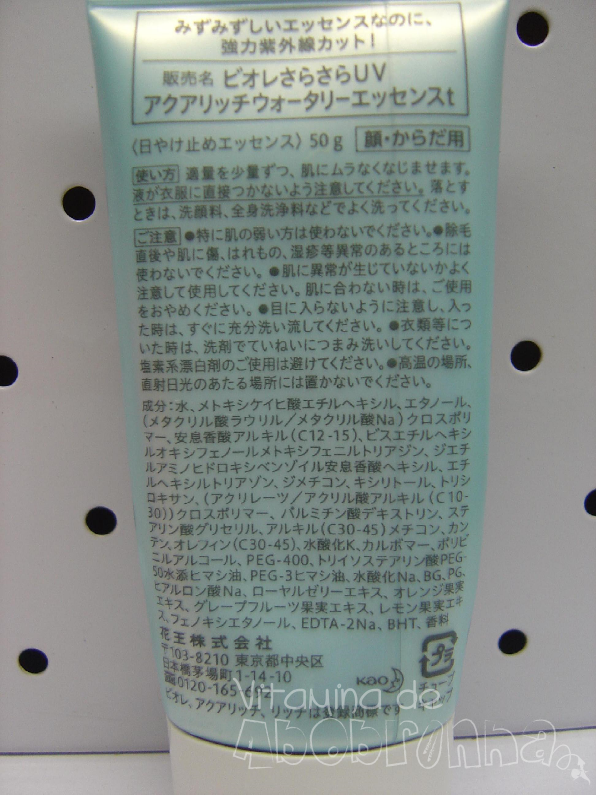 みずみずしいエッセンスなのに、
強力紫外線カット!
販売名 ビオレさらさらUV
アクアリッチウォータリーエッセンスt
〈日やけ止めエッセンス〉50g 顔・からだ用
使い方 適量を少量ずつ、肌にムラなくなじませます。
液が衣服に直接つかないよう注意してください。落とす
ときは、洗顔料、全身洗浄料などでよく洗ってください。
ご注意 ●特に肌の弱い方は使わないでください。●除毛
直後や肌に傷、はれもの、湿疹等異常のあるところには
使わないでください。●肌に異常が生じていないかよく
注意して使用してください。肌に合わない時は、ご使用
をおやめください。●目に入らないように注意し、入っ
た時は、すぐに充分洗い流してください。●衣類等につ
いた時は、洗剤でていねいにつまみ洗いしてください。
塩素系漂白剤のご使用は避けてください。●高温の場所、
直射日光のあたる場所には置かないでください。
成分:水、メトキシケイヒ酸エチルヘキシル、エタノール、
(メタクリル酸ラウリル/メタクリル酸Na)クロスポリ
マー、安息香酸アルキル(C12-15)、ビスエチルヘキシ
ルオキシフェノールメトキシフェニルトリアジン、ジエチ
ルアミノヒドロキシベンゾイル安息香酸ヘキシル、エチ
ルヘキシルトリアゾン、ジメチコン、キシリトール、トリシ
ロキサン、(アクリレーツ/アクリル酸アルキル(C10-
30))クロスポリマー、パルミチン酸デキストリン、ステ
アリン酸グリセリル、アルキル(C30-45)メチコン、カン
テン、オレフィン(C30-45)、水酸化K、カルボマー、ポリビ
ニルアルコール、PEG-400、トリイソステアリン酸PEG-
50水添ヒマシ油、PEG-3ヒマシ油、水酸化Na、BG、PG、
ヒアルロン酸Na、ローヤルゼリーエキス、オレンジ果実
エキス、グレープフルーツ果実エキス、レモン果実エキ
ス、フェノキシエタノール、EDTA-2Na、BHT、香料
花王株式会社
〒103-8210 東京都中央区
日本橋茅場町1-14-10
0120-165-692
Kao
ビオレ、アクアリッチ、リッチは登録商標です
Vitamina de
Abobrinha